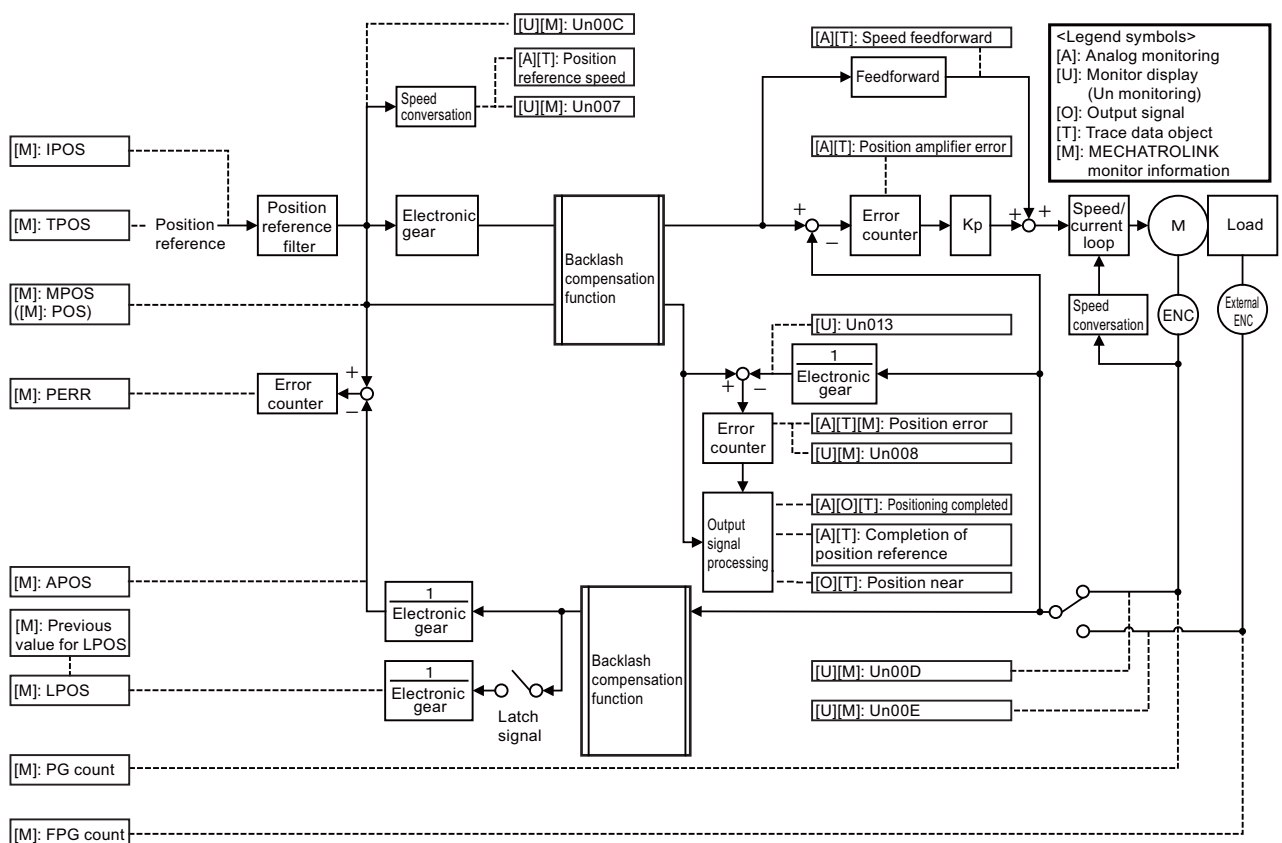 [U][M]: Un00C
[A][T]: Position
reference speed
[U][M]: Un007
Speed
conversation
[A][T]: Speed feedforward
Feedforward
<Legend symbols>
[A]: Analog monitoring
[U]: Monitor display
(Un monitoring)
[O]: Output signal
[T]: Trace data object
[M]: MECHATROLINK
monitor information
[M]: IPOS
[A][T]: Position amplifier error
[M]: TPOS
Position
reference
Position
reference
filter
Electronic
gear
Backlash
compensation
function
+
−
Error
counter
Kp
+
+
Speed/
current
loop
M
Load
[M]: MPOS
([M]: POS)
Speed
conversation
ENC
External
ENC
[U]: Un013
1
Electronic
gear
[M]: PERR
Error
counter
+
−
+
−
Error
counter
[A][T][M]: Position error
[U][M]: Un008
Output
signal
processing
[A][O][T]: Positioning completed
[A][T]: Completion of
position reference
[O][T]: Position near
[M]: APOS
1
Electronic
gear
[M]: Previous
value for LPOS
[M]: LPOS
1
Electronic
gear
Latch
signal
Backlash
compensation
function
[U][M]: Un00D
[U][M]: Un00E
[M]: PG count
[M]: FPG count